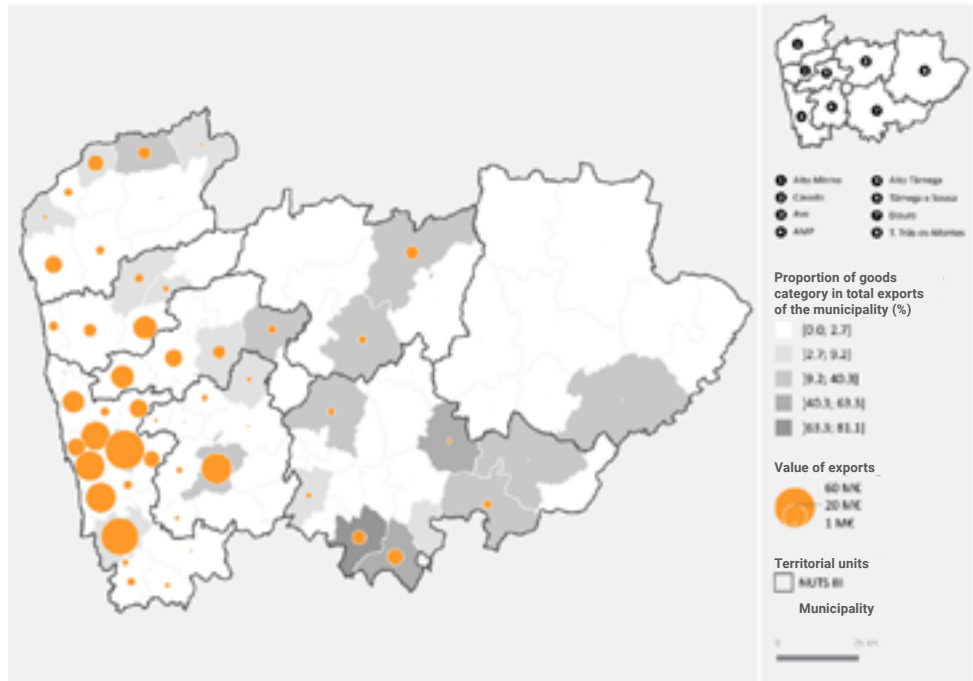 Alto Minho
Alto Tâmega
Cávado
Tâmega e Sousa
Ave
Douro
AMP
T. Trás os Montes
Proportion of goods
category in total exports
of the municipality (%)
[0.0; 2.7]
]2.7; 9.2]
]9.2; 40.3]
]40.3; 63.3]
]63.3; 81.1]
Value of exports
60 M€
20 M€
1 M€
Territorial units
NUTS III
Municipality
0